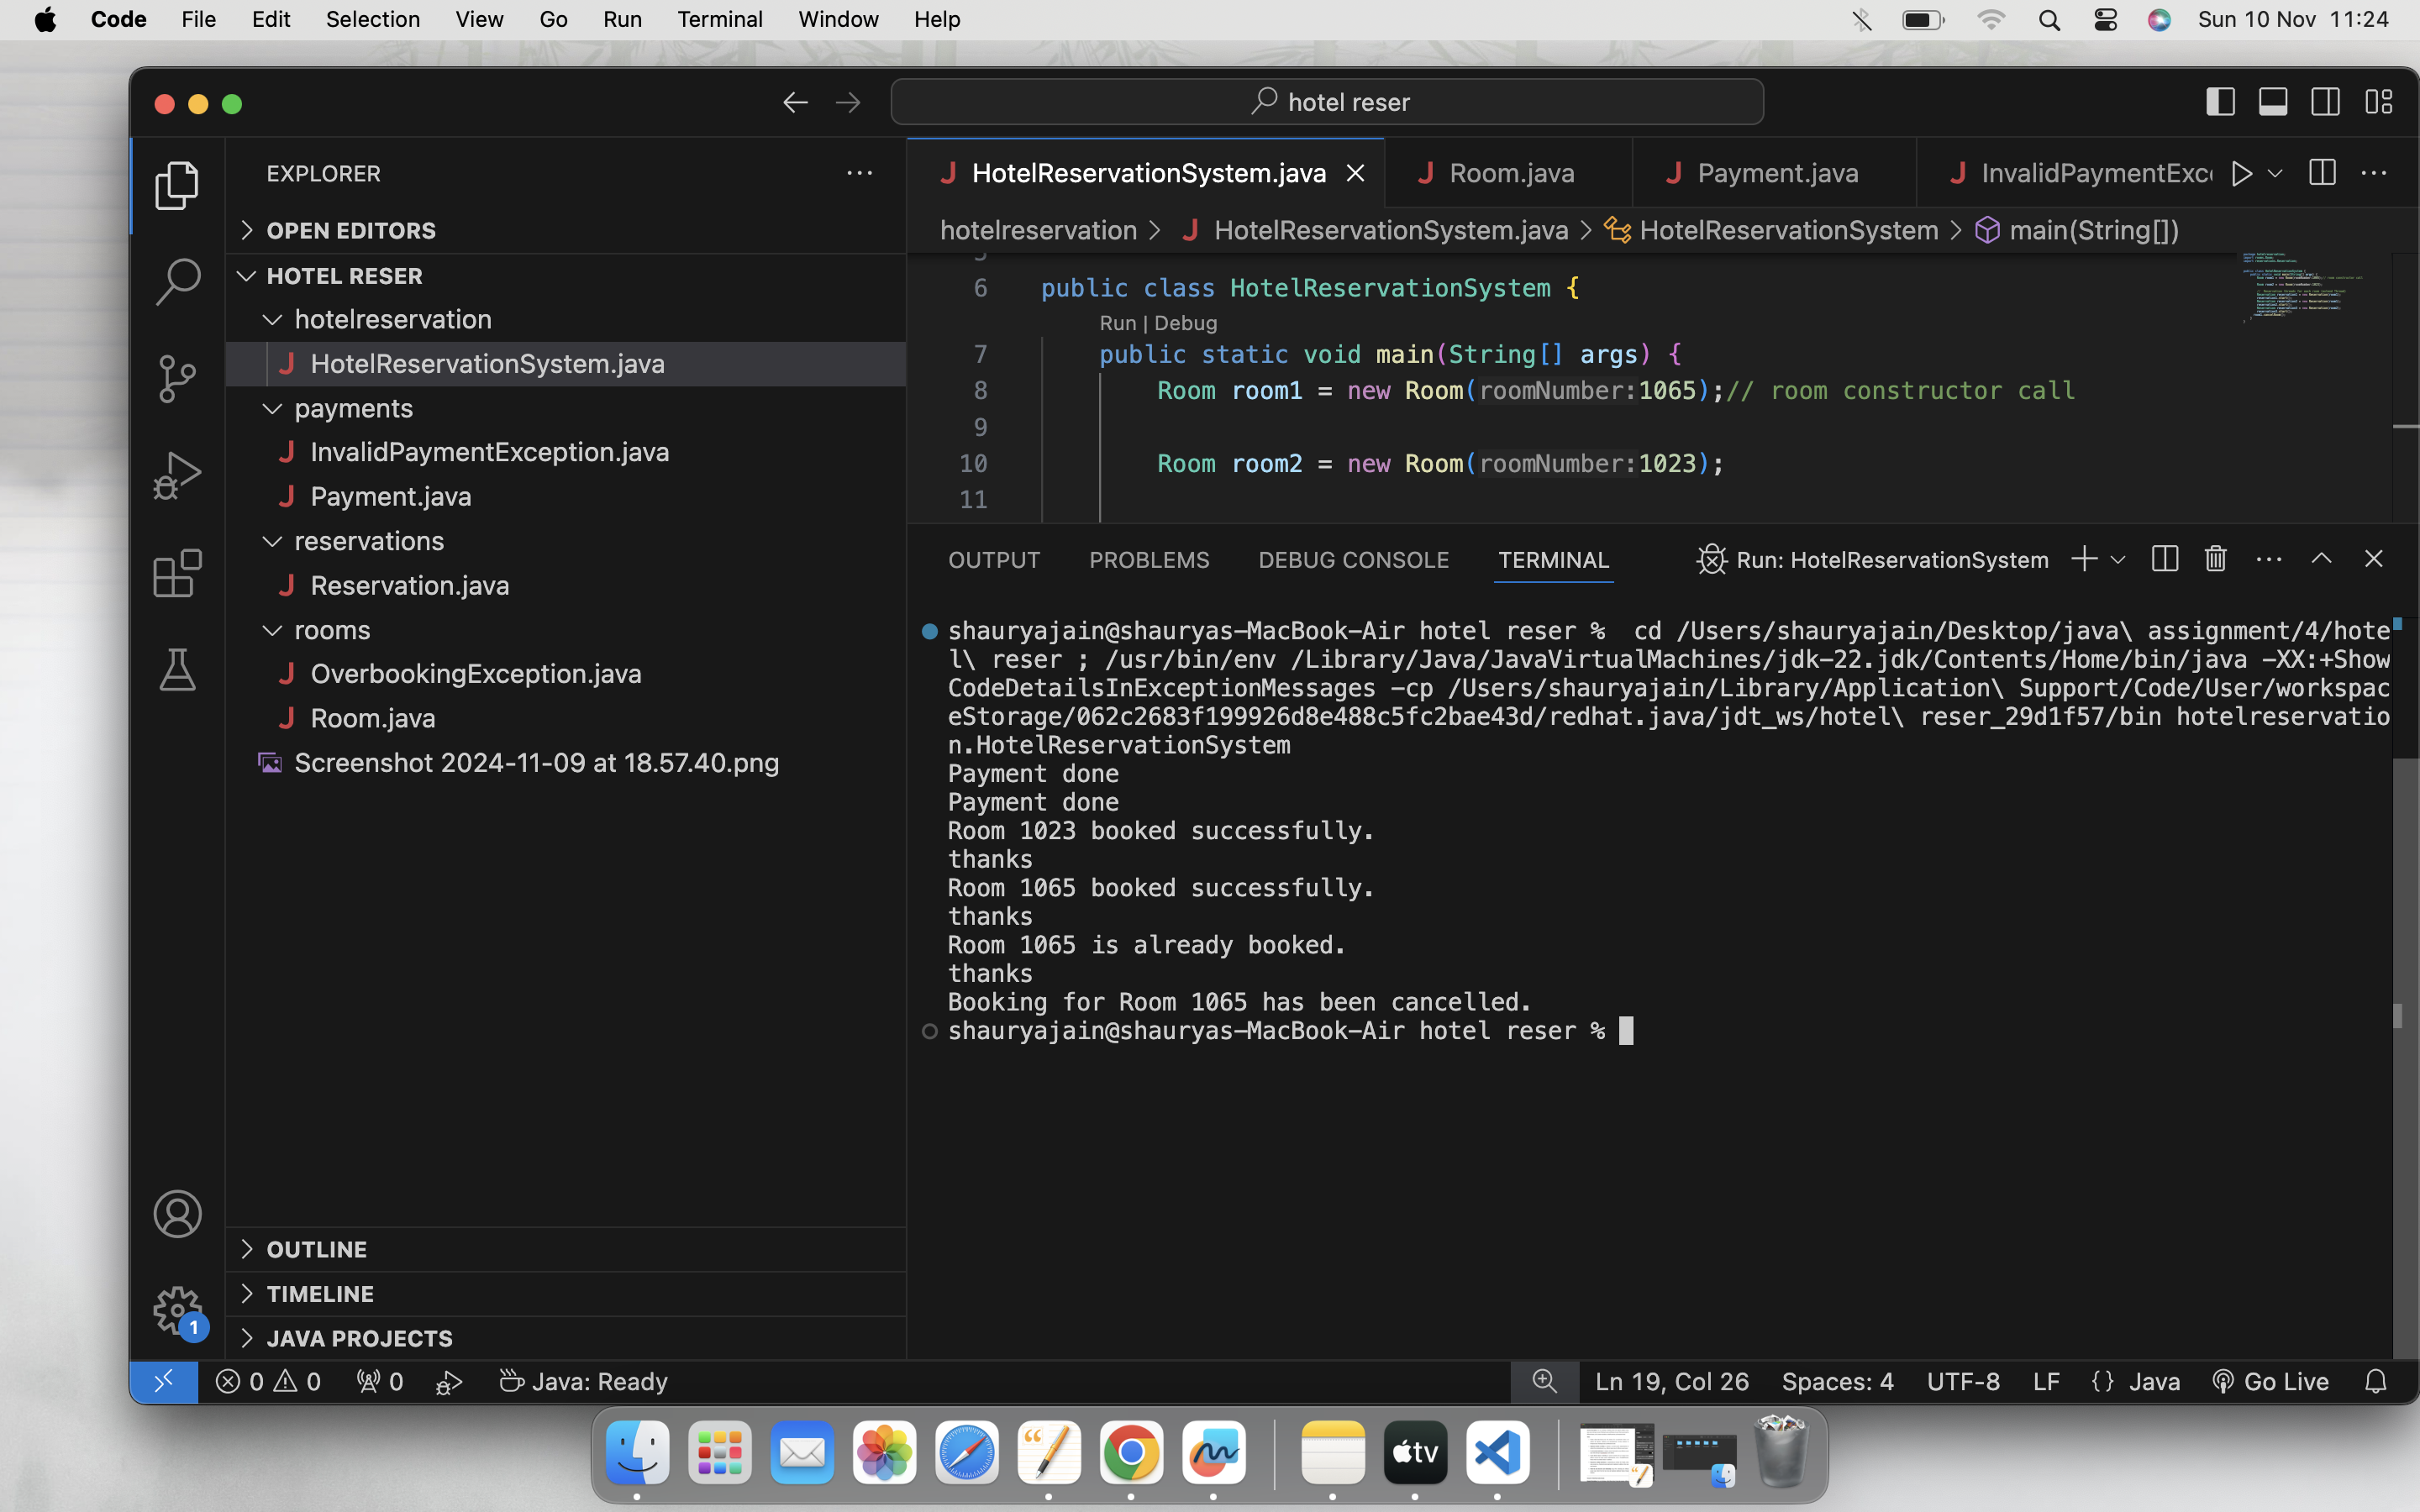 Code File Edit Selection View Go Run Terminal Window Help Sun 10 Nov 11:24
hotel reser
EXPLORER
OPEN EDITORS
HOTEL RESER
hotelreservation
HotelReservationSystem.java
payments
InvalidPaymentException.java
Payment.java
reservations
Reservation.java
rooms
OverbookingException.java
Room.java
Screenshot 2024-11-09 at 18.57.40.png
OUTLINE
TIMELINE
JAVA PROJECTS
HotelReservationSystem.java Room.java Payment.java InvalidPaymentExc
hotelreservation > HotelReservationSystem.java > HotelReservationSystem > main(String[])
6 public class HotelReservationSystem {
Run | Debug
7 public static void main(String[] args) {
8 Room room1 = new Room(roomNumber:1065);// room constructor call
9
10 Room room2 = new Room(roomNumber:1023);
11
OUTPUT PROBLEMS DEBUG CONSOLE TERMINAL Run: HotelReservationSystem
shauryajain@shauryas-MacBook-Air hotel reser %  cd /Users/shauryajain/Desktop/java\ assignment/4/hote
l\ reser ; /usr/bin/env /Library/Java/JavaVirtualMachines/jdk-22.jdk/Contents/Home/bin/java -XX:+Show
CodeDetailsInExceptionMessages -cp /Users/shauryajain/Library/Application\ Support/Code/User/workspac
eStorage/062c2683f199926d8e488c5fc2bae43d/redhat.java/jdt_ws/hotel\ reser_29d1f57/bin hotelreservatio
n.HotelReservationSystem
Payment done
Payment done
Room 1023 booked successfully.
thanks
Room 1065 booked successfully.
thanks
Room 1065 is already booked.
thanks
Booking for Room 1065 has been cancelled.
shauryajain@shauryas-MacBook-Air hotel reser %
1
0 0 0 Java: Ready Ln 19, Col 26 Spaces: 4 UTF-8 LF {} Java Go Live
tv